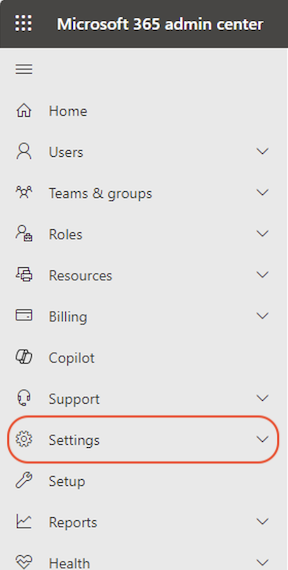 Microsoft 365 admin center
Home
Users
Teams & groups
Roles
Resources
Billing
Copilot
Support
Settings
Setup
Reports
Health